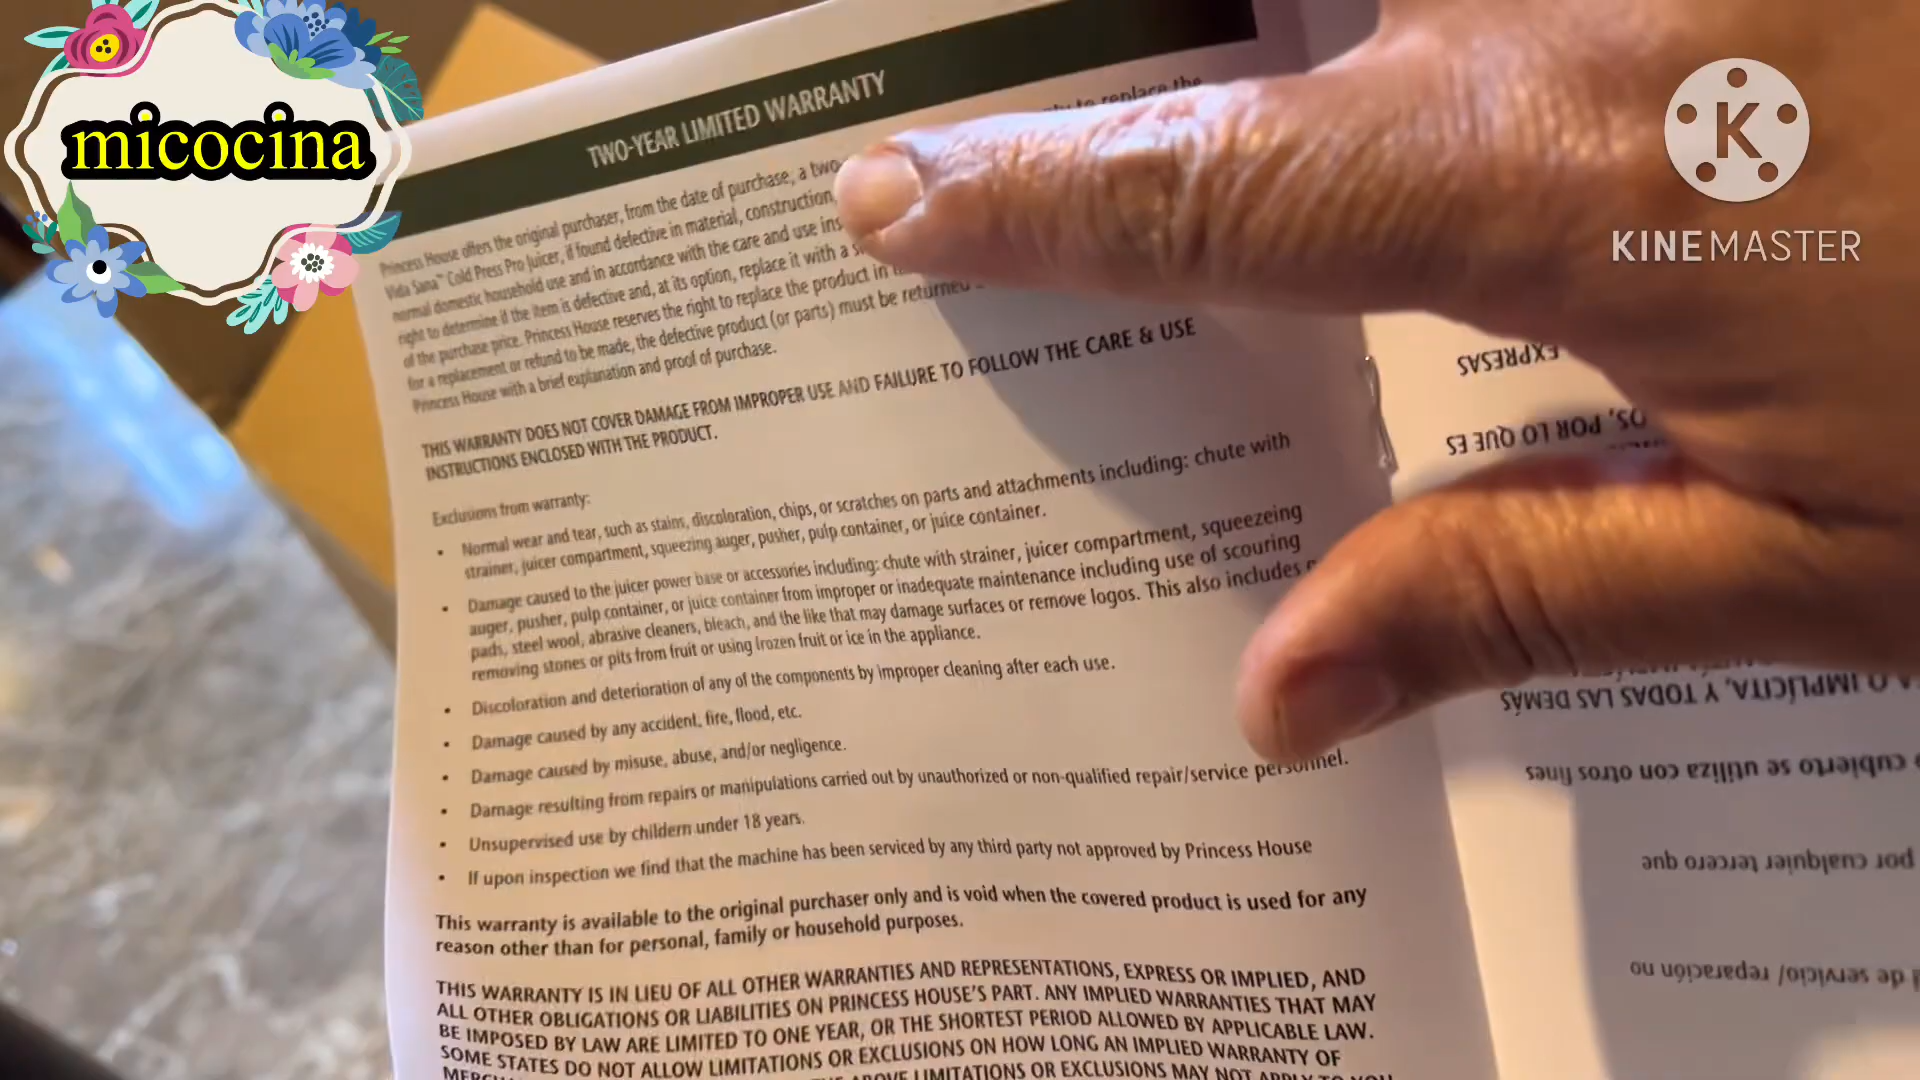 micocina
K
KINEMASTER
TWO-YEAR LIMITED WARRANTY
to replace the
Princess House offers the original purchaser, from the date of purchase, a two-
Vida Sana™ Cold Press Pro Juicer, if found defective in material, construction,
normal domestic household use and in accordance with the care and use ins
right to determine if the item is defective and, at its option, replace it with a
of the purchase price. Princess House reserves the right to replace the product in
for a replacement or refund to be made, the defective product (or parts) must be returned
Princess House with a brief explanation and proof of purchase.
THIS WARRANTY DOES NOT COVER DAMAGE FROM IMPROPER USE AND FAILURE TO FOLLOW THE CARE & USE
INSTRUCTIONS ENCLOSED WITH THE PRODUCT.
Exclusions from warranty:
• Normal wear and tear, such as stains, discoloration, chips, or scratches on parts and attachments including: chute with
strainer, juicer compartment, squeezing auger, pusher, pulp container, or juice container.
• Damage caused to the juicer power base or accessories including: chute with strainer, juicer compartment, squeezeing
auger, pusher, pulp container, or juice container from improper or inadequate maintenance including use of scouring
pads, steel wool, abrasive cleaners, bleach, and the like that may damage surfaces or remove logos. This also includes
removing stones or pits from fruit or using frozen fruit or ice in the appliance.
• Discoloration and deterioration of any of the components by improper cleaning after each use.
• Damage caused by any accident, fire, flood, etc.
• Damage caused by misuse, abuse, and/or negligence.
• Damage resulting from repairs or manipulations carried out by unauthorized or non-qualified repair/service personnel.
• Unsupervised use by childern under 18 years.
• If upon inspection we find that the machine has been serviced by any third party not approved by Princess House
This warranty is available to the original purchaser only and is void when the covered product is used for any
reason other than for personal, family or household purposes.
THIS WARRANTY IS IN LIEU OF ALL OTHER WARRANTIES AND REPRESENTATIONS, EXPRESS OR IMPLIED, AND
ALL OTHER OBLIGATIONS OR LIABILITIES ON PRINCESS HOUSE'S PART. ANY IMPLIED WARRANTIES THAT MAY
BE IMPOSED BY LAW ARE LIMITED TO ONE YEAR, OR THE SHORTEST PERIOD ALLOWED BY APPLICABLE LAW.
SOME STATES DO NOT ALLOW LIMITATIONS OR EXCLUSIONS ON HOW LONG AN IMPLIED WARRANTY OF
ABOVE LIMITATIONS OR EXCLUSIONS MAY NOT APPLY TO YOU
de servicio/ reparación no
por cualquier tercero que
cubierto se utiliza con otros fines
O IMPLÍCITA, Y TODAS LAS DEMÁS
POR LO QUE ES
EXPRESAS